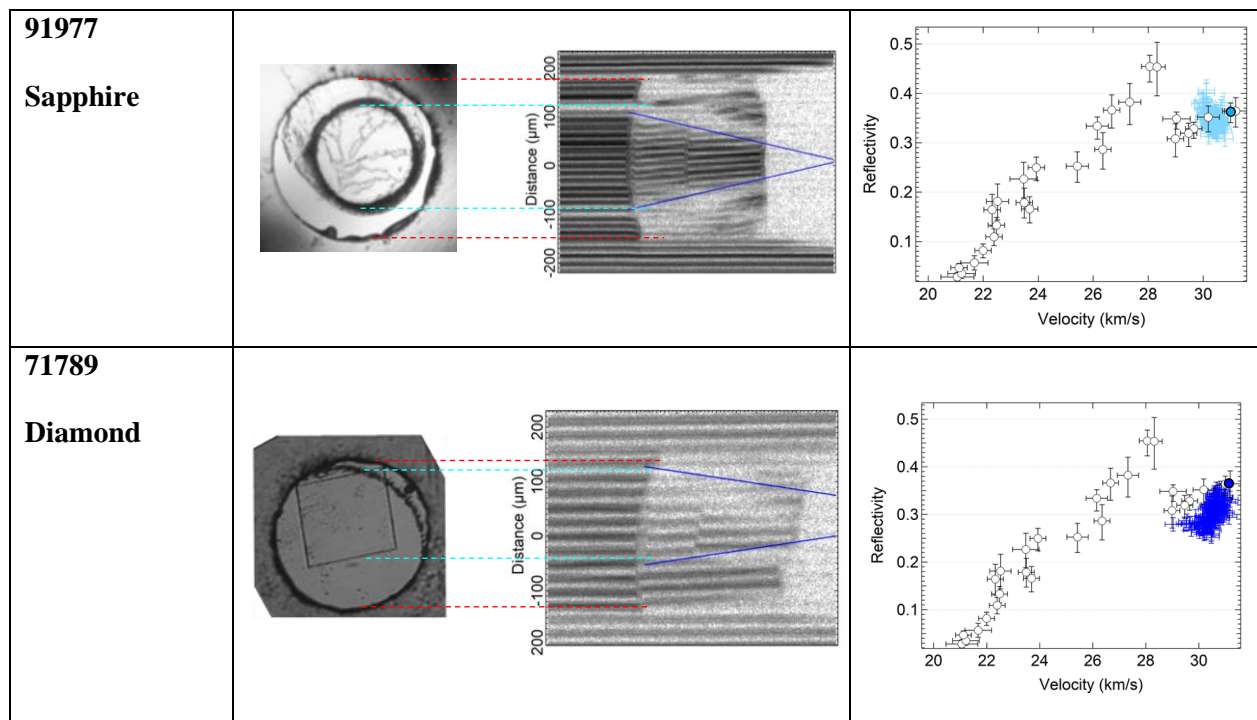 91977
Sapphire
Distance (µm)
200
100
0
-100
-200
Reflectivity
0.5
0.4
0.3
0.2
0.1
20 22 24 26 28 30
Velocity (km/s)
71789
Diamond
Distance (µm)
200
100
0
-100
200
Reflectivity
0.5
0.4
0.3
0.2
0.1
20 22 24 26 28 30
Velocity (km/s)